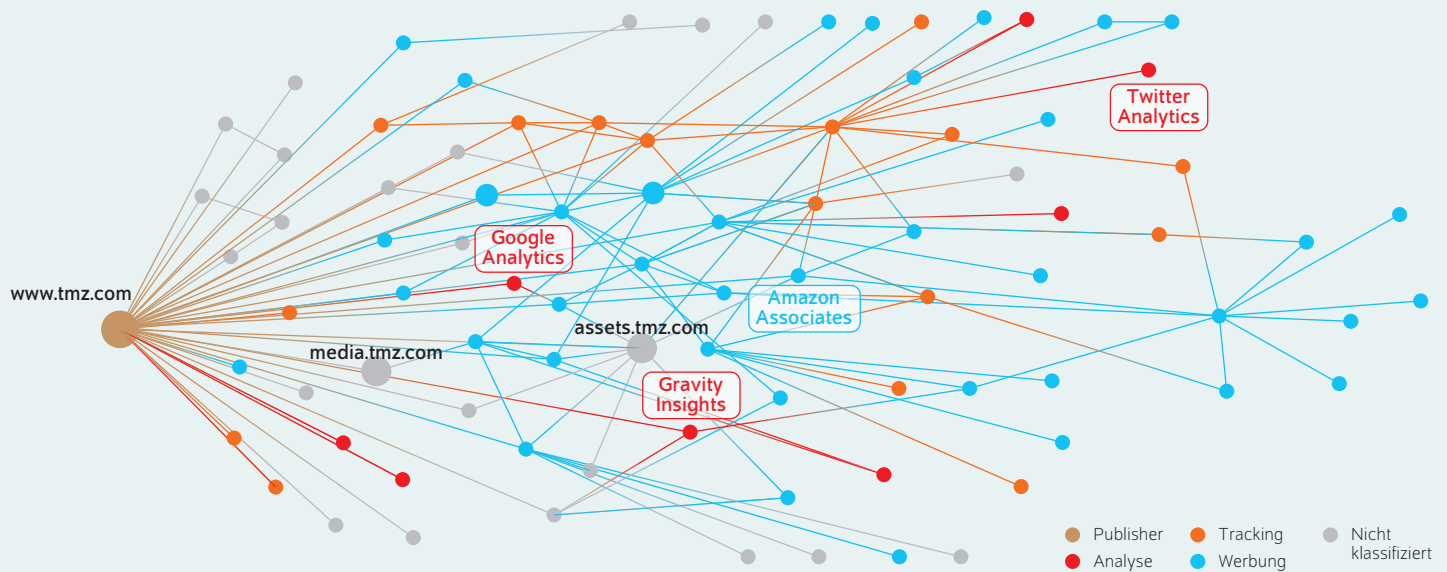 Twitter
Analytics
Google
Analytics
www.tmz.com
Amazon
Associates
assets.tmz.com
media.tmz.com
Gravity
Insights
Publisher
Tracking
Nicht
klassifiziert
Analyse
Werbung